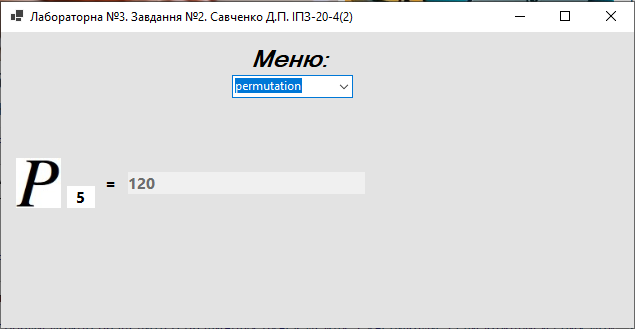 Лабораторна №3. Завдання №2. Савченко Д.П. ІПЗ-20-4(2)
Меню:
permutation
P 5 = 120